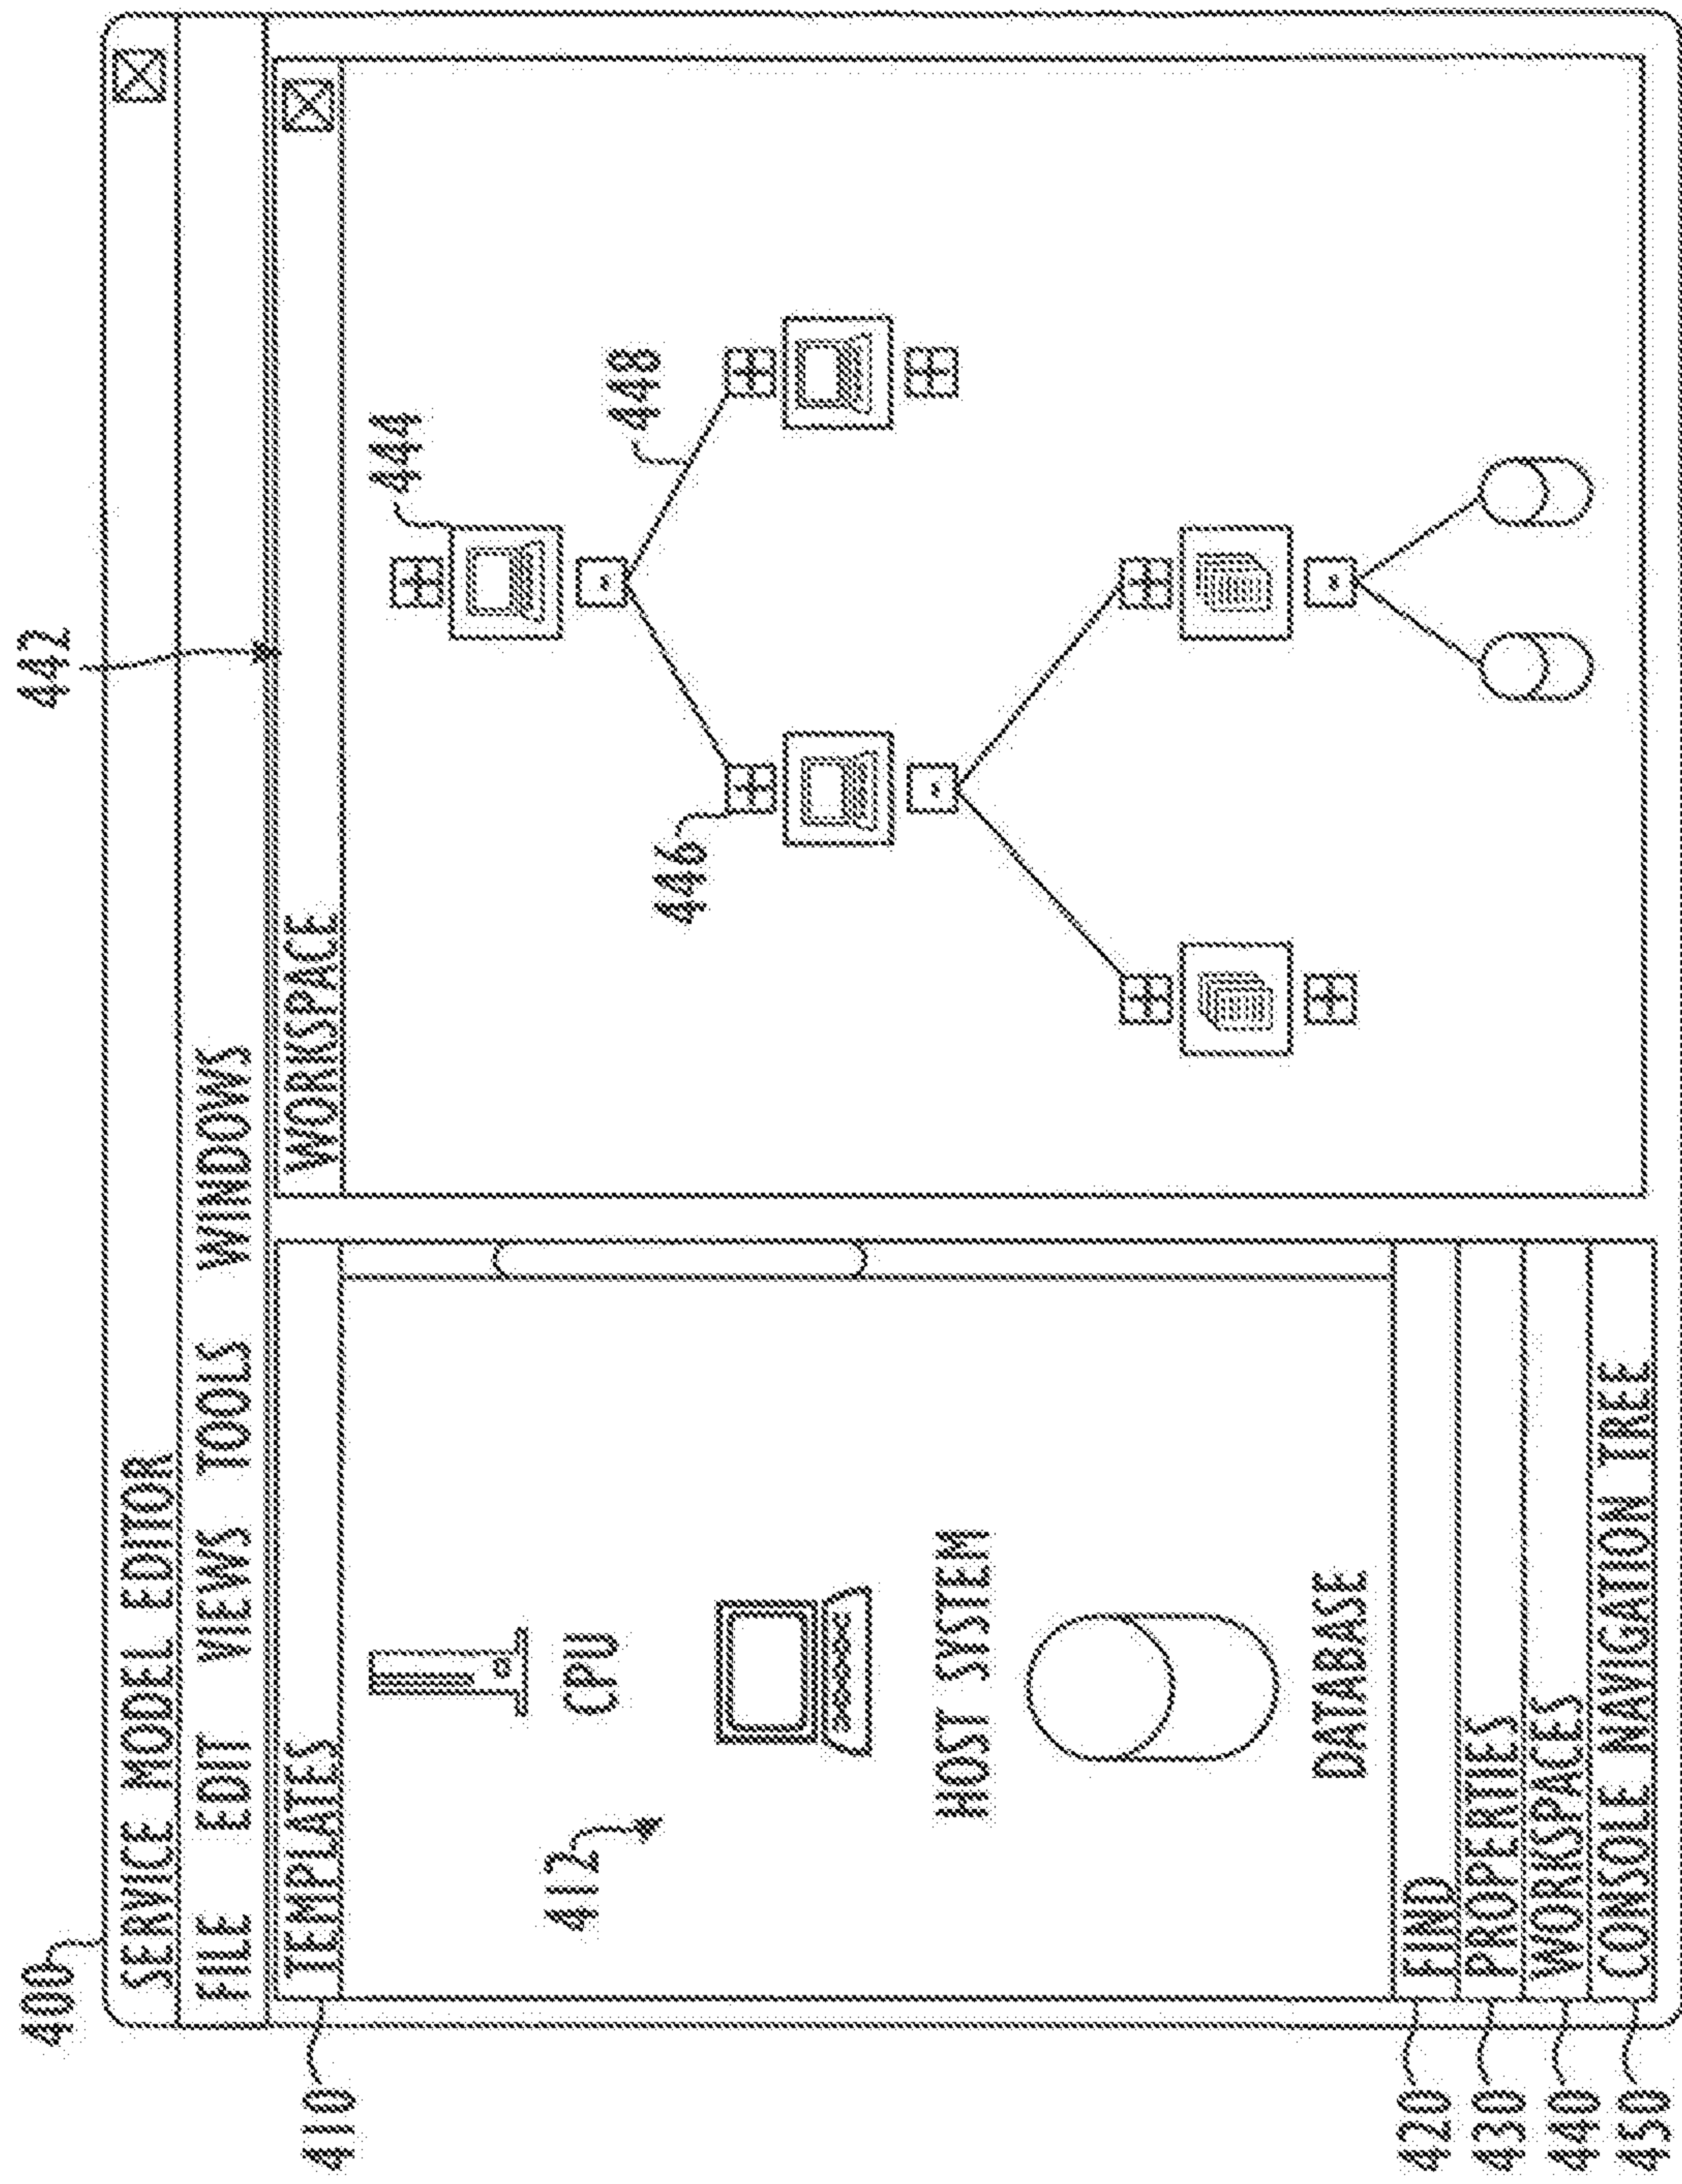 400
SERVICE MODEL EDITOR
442
FILE EDIT VIEWS TOOLS WINDOWS
410
TEMPLATES
WORKSPACE
444
412
CPU
448
446
HOST SYSTEM
DATABASE
420
FIND
430
PROPERTIES
440
WORKSPACES
450
CONSOLE NAVIGATION TREE